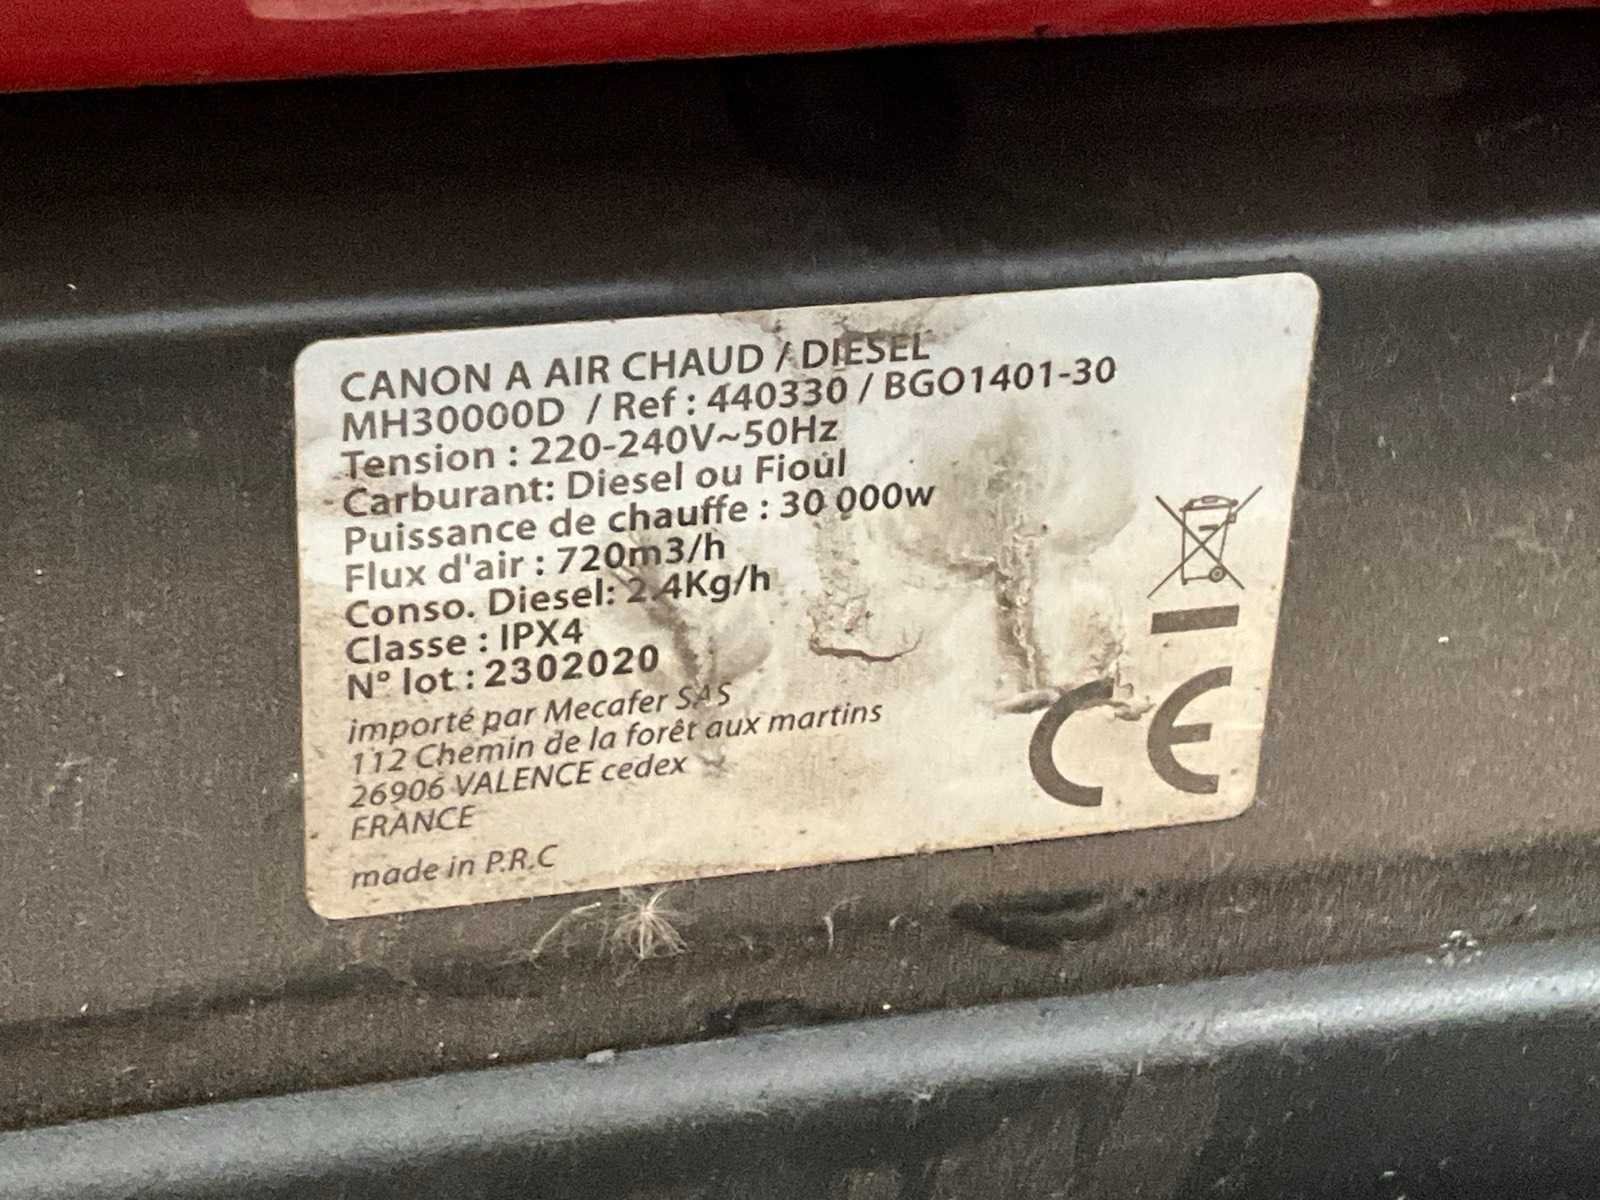 CANON A AIR CHAUD / DIESEL
MH30000D / Ref : 440330 / BGO1401-30
Tension : 220-240V~50Hz
Carburant: Diesel ou Fioul
Puissance de chauffe : 30 000w
Flux d'air : 720m3/h
Conso. Diesel: 2.4Kg/h
Classe : IPX4
N° lot : 2302020
importé par Mecafer SAS
112 Chemin de la forêt aux martins
26906 VALENCE cedex
FRANCE
made in P.R.C
CE